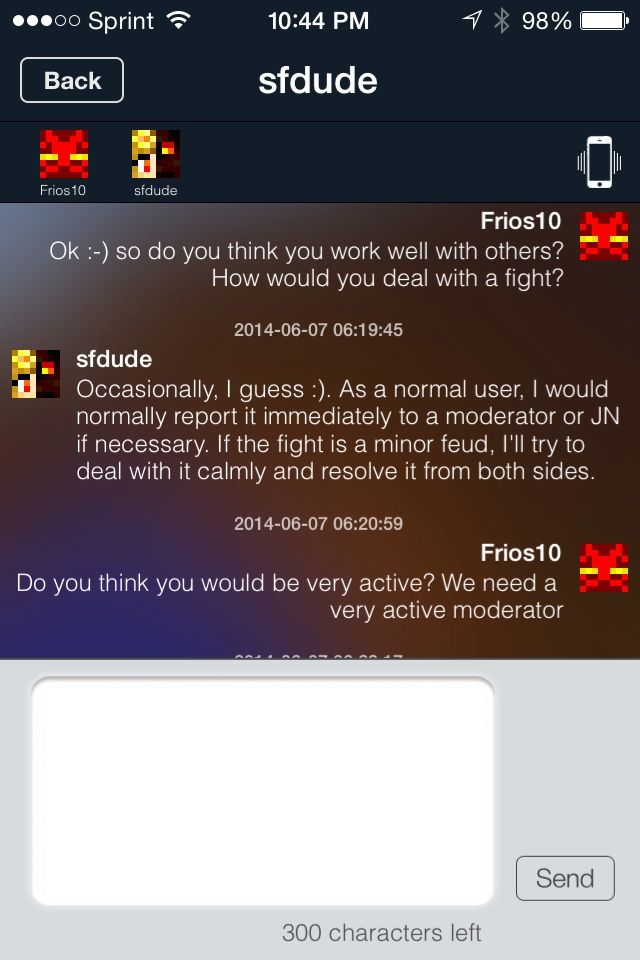 Sprint 10:44 PM 98%
Back sfdude
Frios10 sfdude
Frios10
Ok :-) so do you think you work well with others?
How would you deal with a fight?
2014-06-07 06:19:45
sfdude
Occasionally, I guess :). As a normal user, I would
normally report it immediately to a moderator or JN
if necessary. If the fight is a minor feud, I'll try to
deal with it calmly and resolve it from both sides.
2014-06-07 06:20:59
Frios10
Do you think you would be very active? We need a
very active moderator
Send
300 characters left